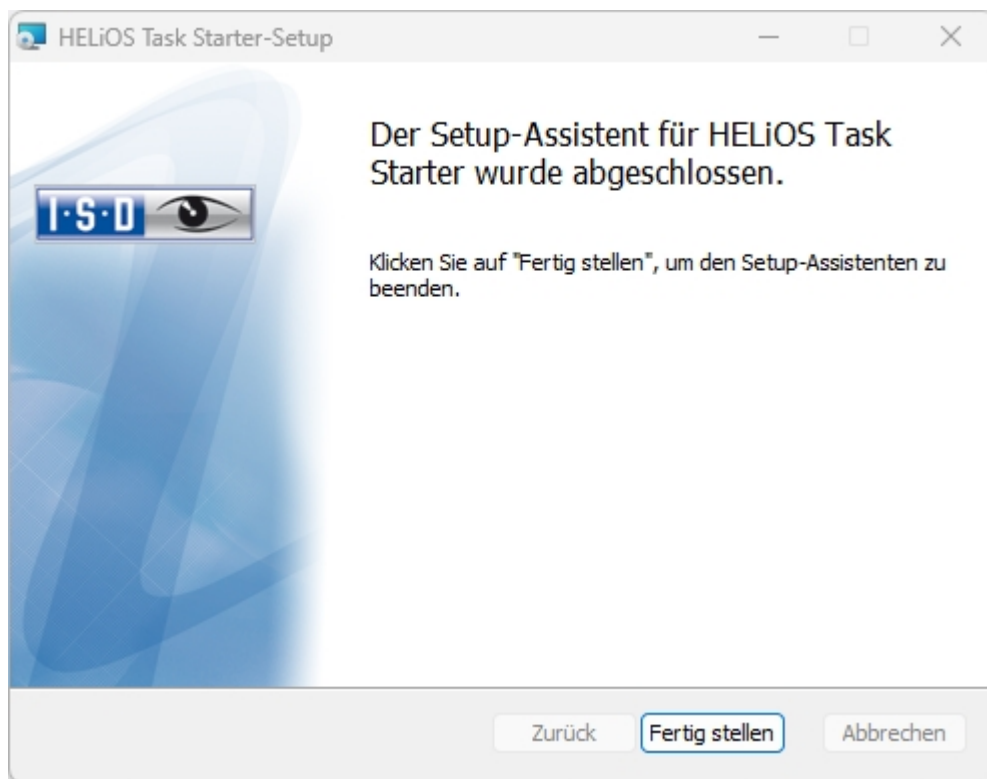 HELiOS Task Starter-Setup
Der Setup-Assistent für HELiOS Task
Starter wurde abgeschlossen.
I·S·D
Klicken Sie auf "Fertig stellen", um den Setup-Assistenten zu
beenden.
Zurück
Fertig stellen
Abbrechen